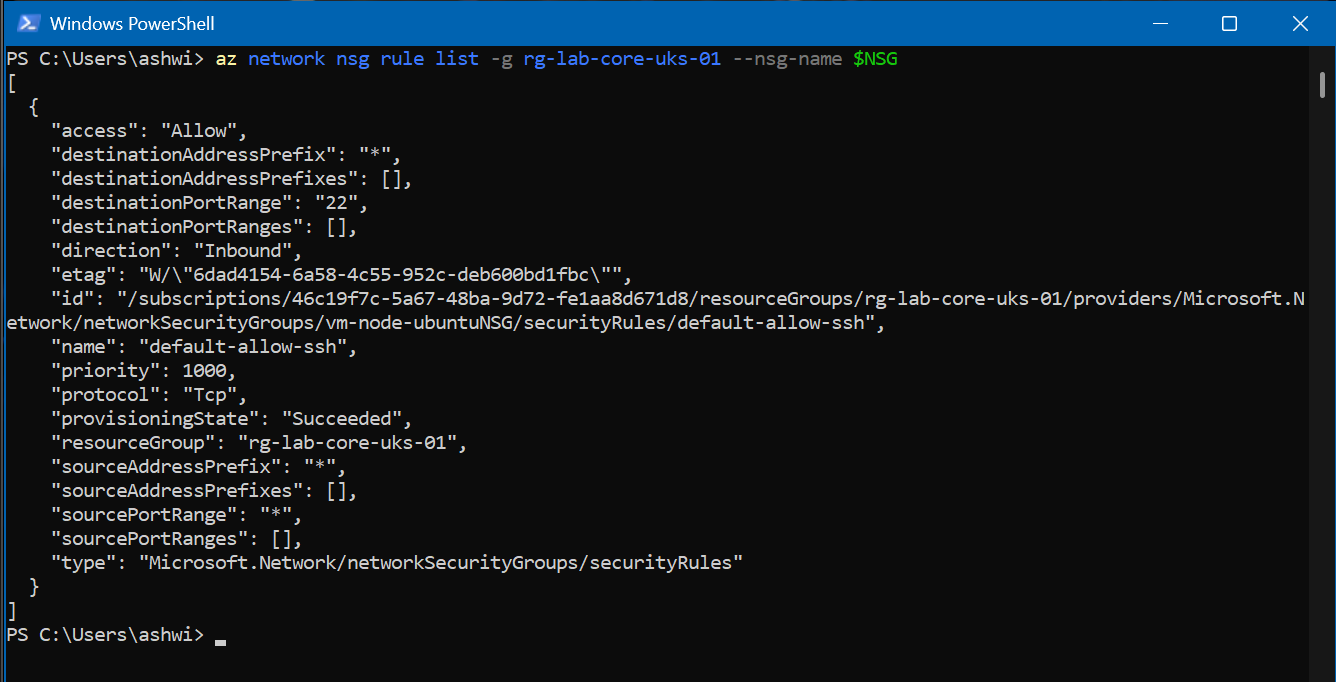 Windows PowerShell
PS C:\Users\ashwi> az network nsg rule list -g rg-lab-core-uks-01 --nsg-name $NSG
[
  {
    "access": "Allow",
    "destinationAddressPrefix": "*",
    "destinationAddressPrefixes": [],
    "destinationPortRange": "22",
    "destinationPortRanges": [],
    "direction": "Inbound",
    "etag": "W/\"6dad4154-6a58-4c55-952c-deb600bd1fbc\"",
    "id": "/subscriptions/46c19f7c-5a67-48ba-9d72-fe1aa8d671d8/resourceGroups/rg-lab-core-uks-01/providers/Microsoft.N
etwork/networkSecurityGroups/vm-node-ubuntuNSG/securityRules/default-allow-ssh",
    "name": "default-allow-ssh",
    "priority": 1000,
    "protocol": "Tcp",
    "provisioningState": "Succeeded",
    "resourceGroup": "rg-lab-core-uks-01",
    "sourceAddressPrefix": "*",
    "sourceAddressPrefixes": [],
    "sourcePortRange": "*",
    "sourcePortRanges": [],
    "type": "Microsoft.Network/networkSecurityGroups/securityRules"
  }
]
PS C:\Users\ashwi>